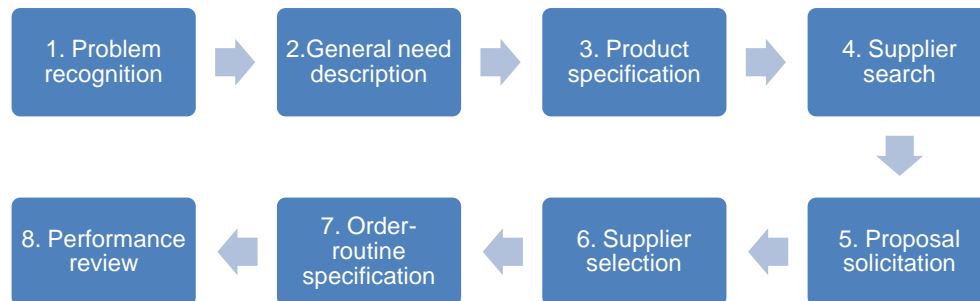 1. Problem
recognition
2.General need
description
3. Product
specification
4. Supplier
search
5. Proposal
solicitation
6. Supplier
selection
7. Order-
routine
specification
8. Performance
review